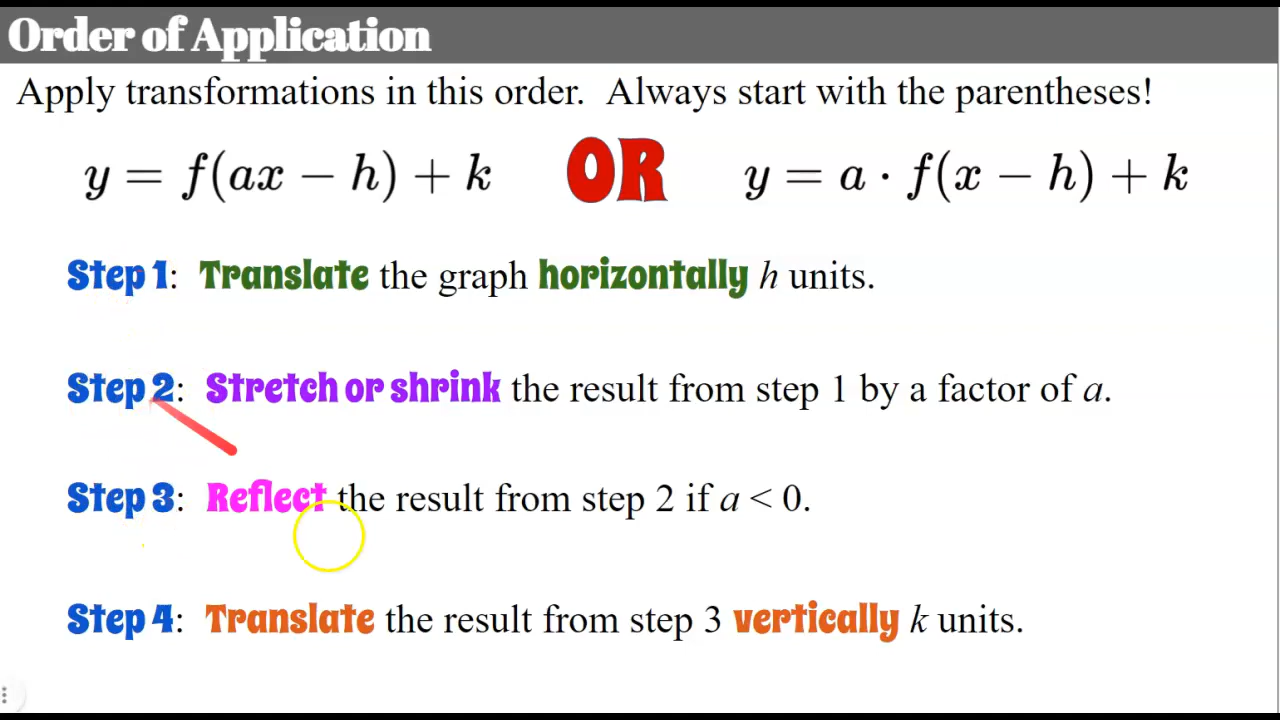 Order of Application
Apply transformations in this order. Always start with the parentheses!
y = f(ax − h) + k OR y = a · f(x − h) + k
Step 1: Translate the graph horizontally h units.
Step 2: Stretch or shrink the result from step 1 by a factor of a.
Step 3: Reflect the result from step 2 if a < 0.
Step 4: Translate the result from step 3 vertically k units.